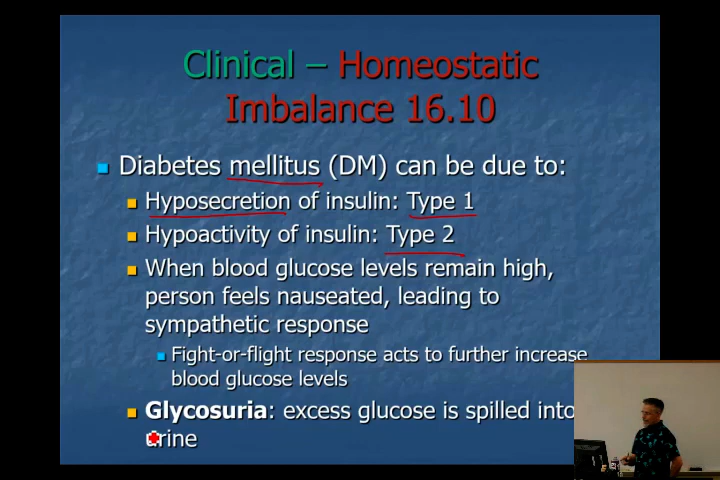 Clinical – Homeostatic
Imbalance 16.10
Diabetes mellitus (DM) can be due to:
Hyposecretion of insulin: Type 1
Hypoactivity of insulin: Type 2
When blood glucose levels remain high,
person feels nauseated, leading to
sympathetic response
Fight-or-flight response acts to further increase
blood glucose levels
Glycosuria: excess glucose is spilled into
urine